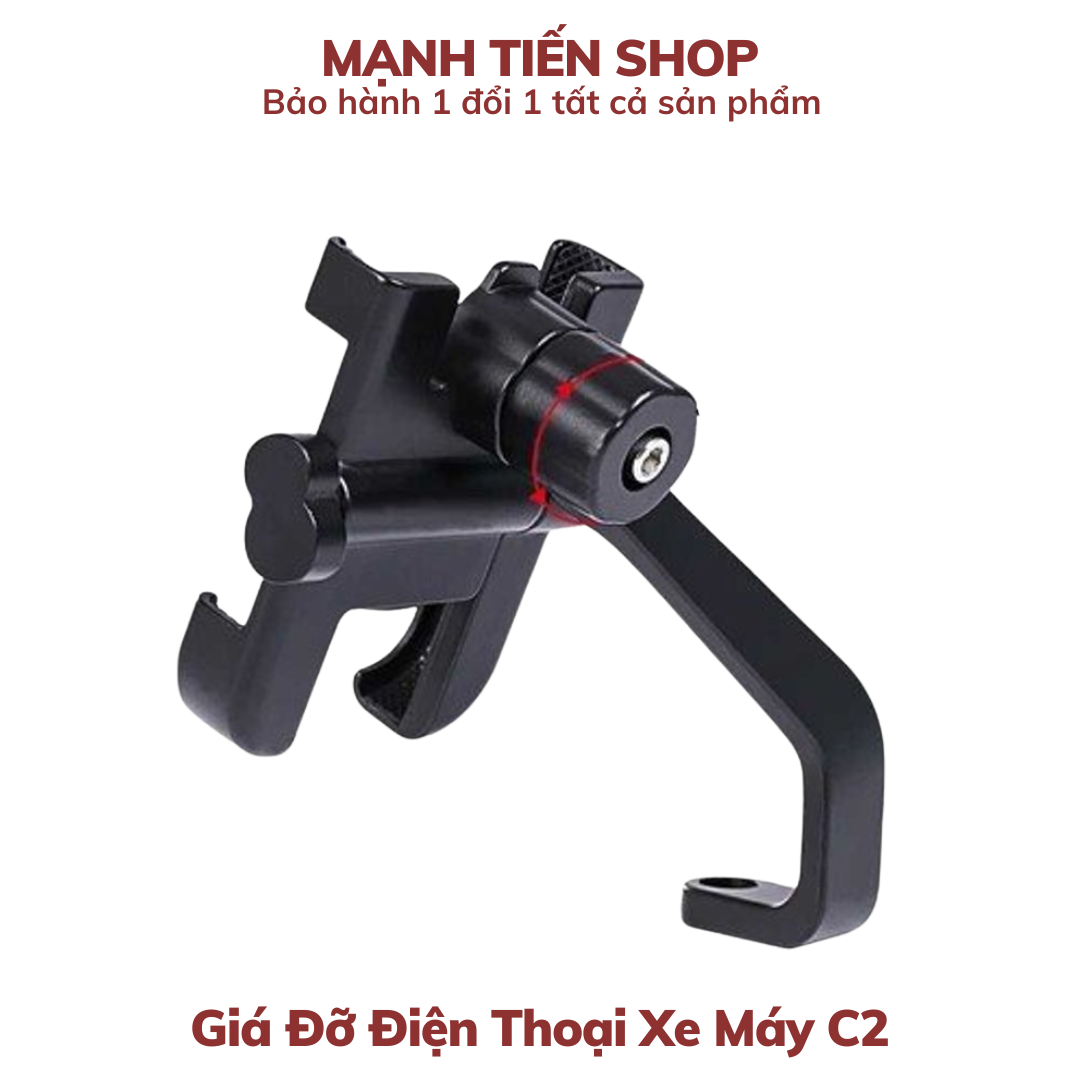 MẠNH TIẾN SHOP
Bảo hành 1 đổi 1 tất cả sản phẩm
Giá Đỡ Điện Thoại Xe Máy C2